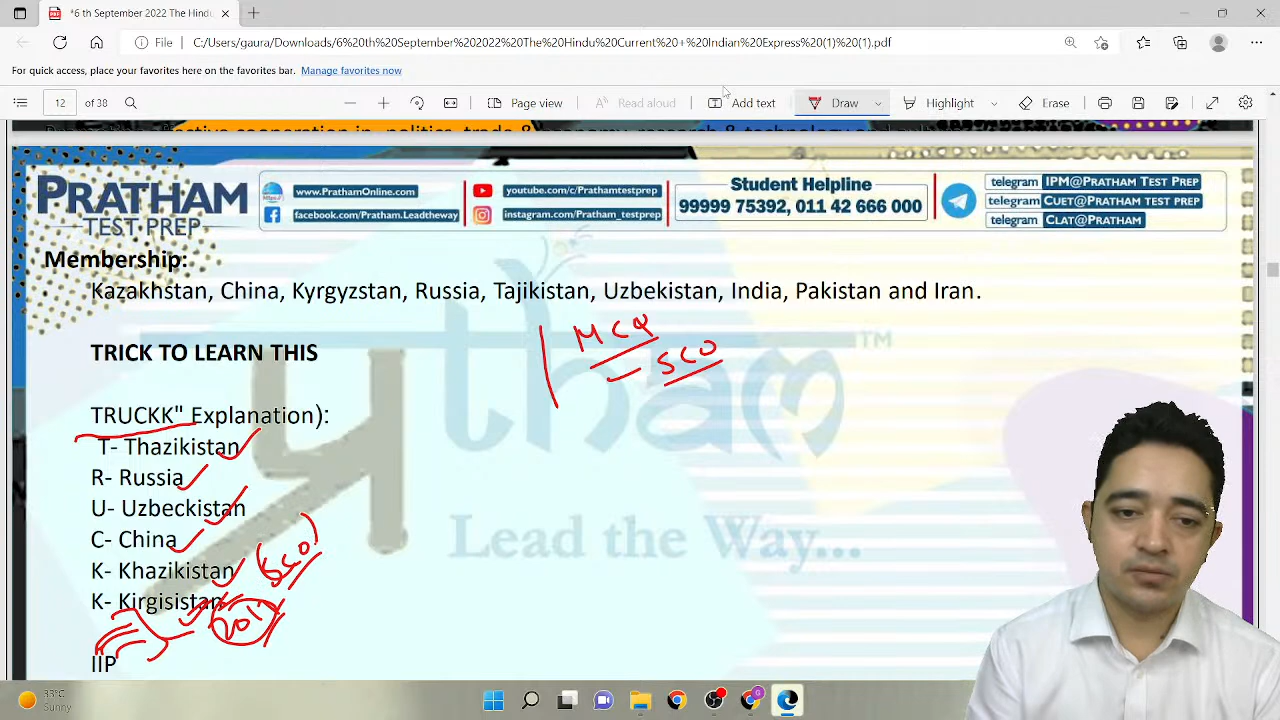 *6 th September 2022 The Hindu
File C:/Users/gaura/Downloads/6%20th%20September%202022%20The%20Hindu%20Current%20+%20Indian%20Express%20(1)%20(1).pdf
For quick access, place your favorites here on the favorites bar. Manage favorites now
12 of 38 Page view Read aloud Add text Draw Highlight Erase
PRATHAM
TEST PREP
www.PrathamOnline.com
facebook.com/Pratham.Leadtheway
youtube.com/c/Prathamtestprep
instagram.com/Pratham_testprep
Student Helpline
99999 75392, 011 42 666 000
telegram IPM@PRATHAM TEST PREP
telegram CUET@PRATHAM TEST PREP
telegram CLAT@PRATHAM
Membership:
Kazakhstan, China, Kyrgyzstan, Russia, Tajikistan, Uzbekistan, India, Pakistan and Iran.
MCQ
SCO
TRICK TO LEARN THIS
TRUCKK" Explanation):
T- Thazikistan
R- Russia
U- Uzbeckistan
C- China
K- Khazikistan
K- Kirgisistan
(SCO)
2017
IIP
pratham TM
Lead the Way...
33°C
Sunny